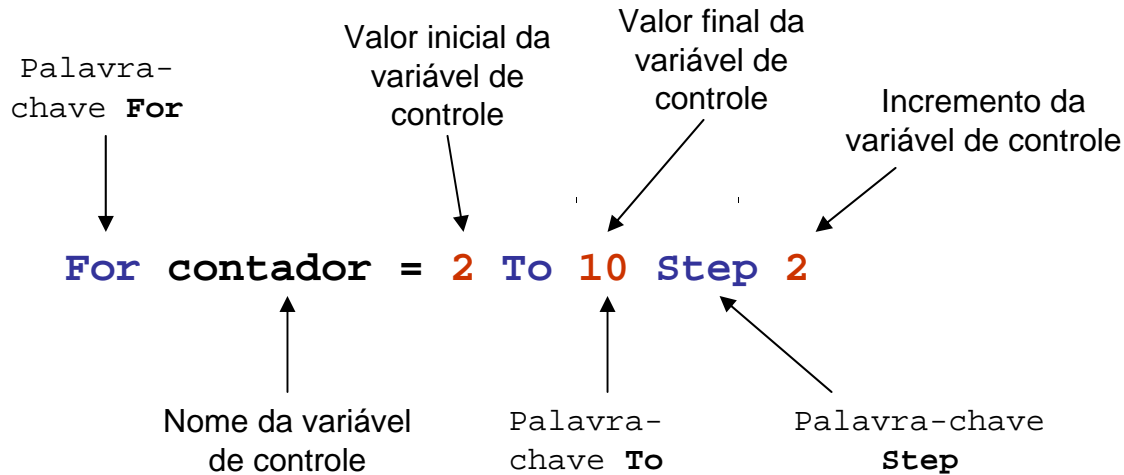 Palavra-
chave For
Valor inicial da
variável de
controle
Valor final da
variável de
controle
Incremento da
variável de controle
For contador = 2 To 10 Step 2
Nome da variável
de controle
Palavra-
chave To
Palavra-chave
Step